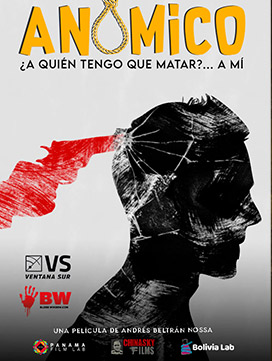 ANÓMICO
¿A QUIÉN TENGO QUE MATAR?... A MÍ
VS
VENTANA SUR
BW
UNA PELÍCULA DE ANDRÉS BELTRÁN NOSSA
PANAMA
FILM LAB
CHINASKY
FILMS
Bolivia Lab